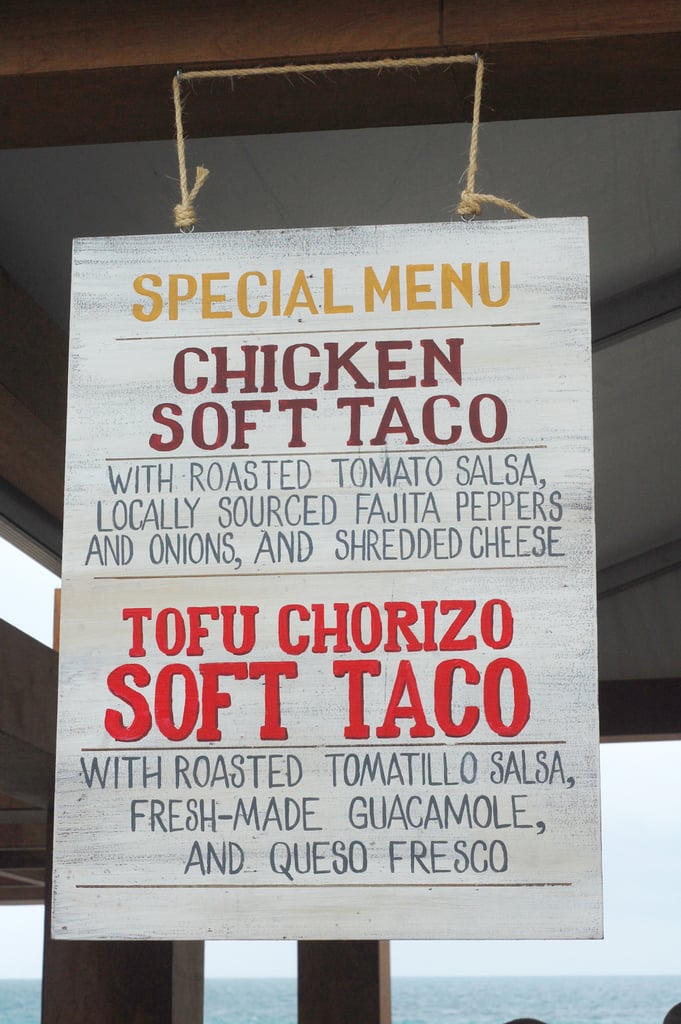 SPECIAL MENU
CHICKEN
SOFT TACO
WITH ROASTED TOMATO SALSA,
LOCALLY SOURCED FAJITA PEPPERS
AND ONIONS, AND SHREDDED CHEESE
TOFU CHORIZO
SOFT TACO
WITH ROASTED TOMATILLO SALSA,
FRESH-MADE GUACAMOLE,
AND QUESO FRESCO